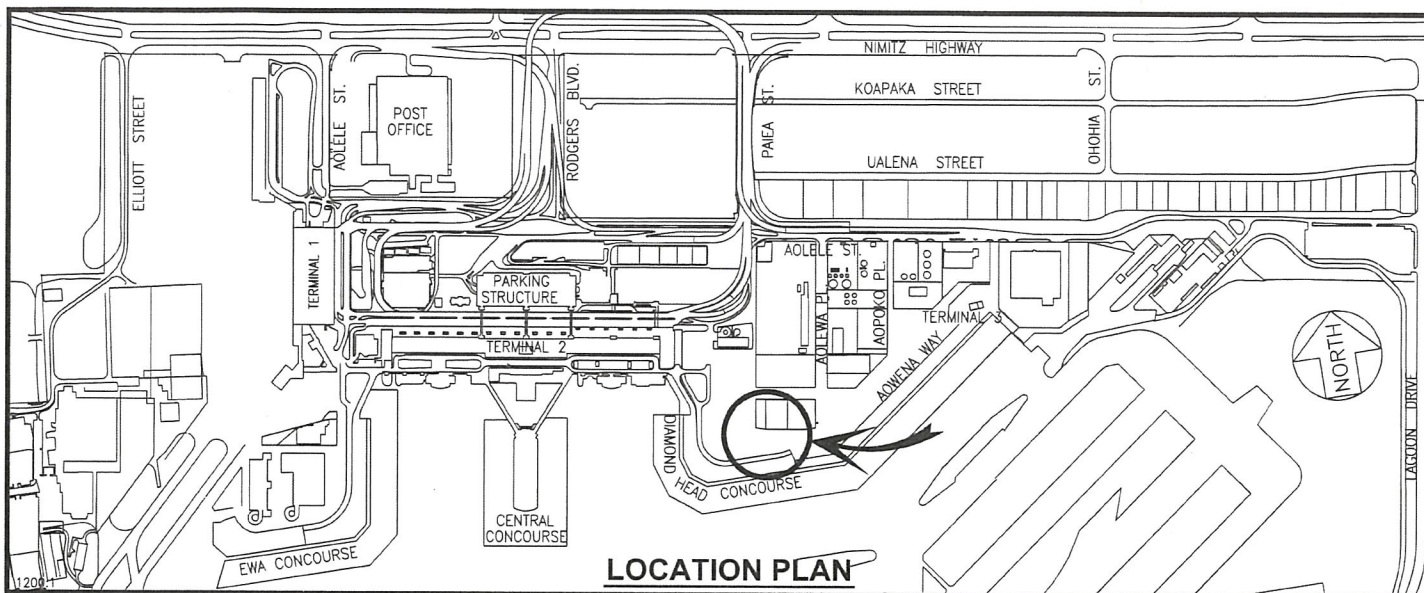 NIMITZ HIGHWAY
KOAPAKA STREET
UALENA STREET
OHOHIA ST.
PAIEA ST.
RODGERS BLVD.
POST
OFFICE
AOLELE ST.
ELLIOTT STREET
TERMINAL 1
PARKING
STRUCTURE
TERMINAL 2
AOLELE ST.
AOLEWA PL.
AOPOKO PL.
TERMINAL 3
AOWENA WAY
NORTH
LAGOON DRIVE
DIAMOND HEAD CONCOURSE
CENTRAL
CONCOURSE
EWA CONCOURSE
1200.1
LOCATION PLAN